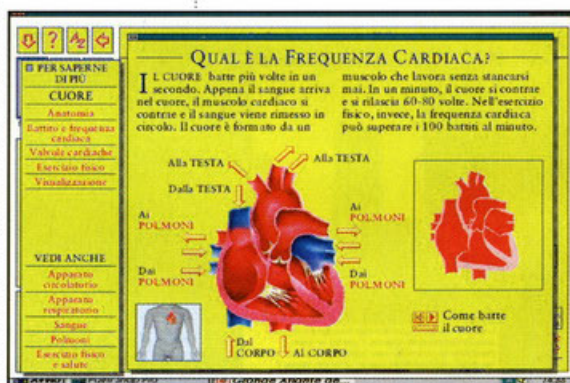 PER SAPERNE
DI PIÙ
CUORE
Anatomia
Battito e frequenza
cardiaca
Valvole cardiache
Esercizio fisico
Visualizzazione
VEDI ANCHE
Apparato
circolatorio
Apparato
respiratorio
Sangue
Polmoni
Esercizio fisico
e salute
QUAL È LA FREQUENZA CARDIACA?
IL CUORE batte più volte in un
secondo. Appena il sangue arriva
nel cuore, il muscolo cardiaco si
contrae e il sangue viene rimesso in
circolo. Il cuore è formato da un
muscolo che lavora senza stancarsi
mai. In un minuto, il cuore si contrae
e si rilascia 60-80 volte. Nell'esercizio
fisico, invece, la frequenza cardiaca
può superare i 100 battiti al minuto.
Alla TESTA
Alla TESTA
Dalla TESTA
Ai
POLMONI
Ai
POLMONI
Dai
POLMONI
Dai
POLMONI
Dal
CORPO
Al CORPO
Come batte
il cuore